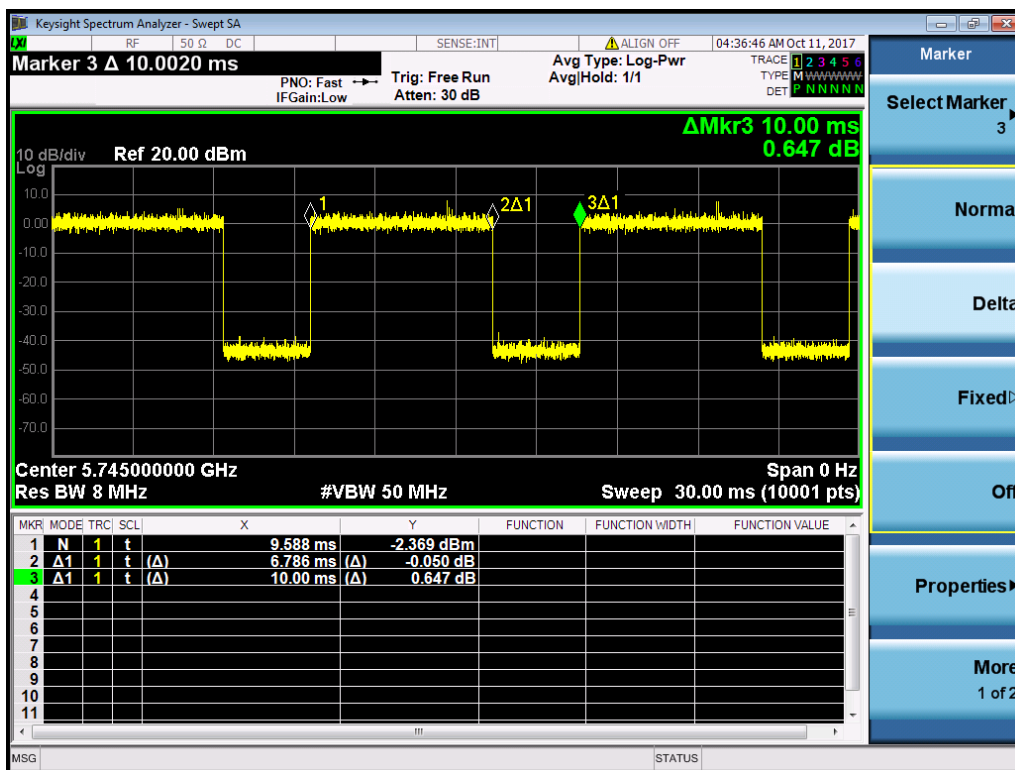 Keysight Spectrum Analyzer - Swept SA
LXI RF 50 Ω DC SENSE:INT ALIGN OFF 04:36:46 AM Oct 11, 2017
Marker 3 Δ 10.0020 ms
PNO: Fast
IFGain:Low
Trig: Free Run
Atten: 30 dB
Avg Type: Log-Pwr
Avg|Hold: 1/1
TRACE 1 2 3 4 5 6
TYPE M WWWWW
DET P N N N N N
ΔMkr3 10.00 ms
0.647 dB
10 dB/div Ref 20.00 dBm
Log
10.0
0.00
-10.0
-20.0
-30.0
-40.0
-50.0
-60.0
-70.0
1
2Δ1
3Δ1
Center 5.745000000 GHz Span 0 Hz
Res BW 8 MHz #VBW 50 MHz Sweep 30.00 ms (10001 pts)
MKR MODE TRC SCL X Y FUNCTION FUNCTION WIDTH FUNCTION VALUE
1 N 1 t 9.588 ms -2.369 dBm
2 Δ1 1 t (Δ) 6.786 ms (Δ) -0.050 dB
3 Δ1 1 t (Δ) 10.00 ms (Δ) 0.647 dB
4
5
6
7
8
9
10
11
MSG STATUS
Marker
Select Marker
3
Norma
Delta
Fixed
Off
Properties
More
1 of 2